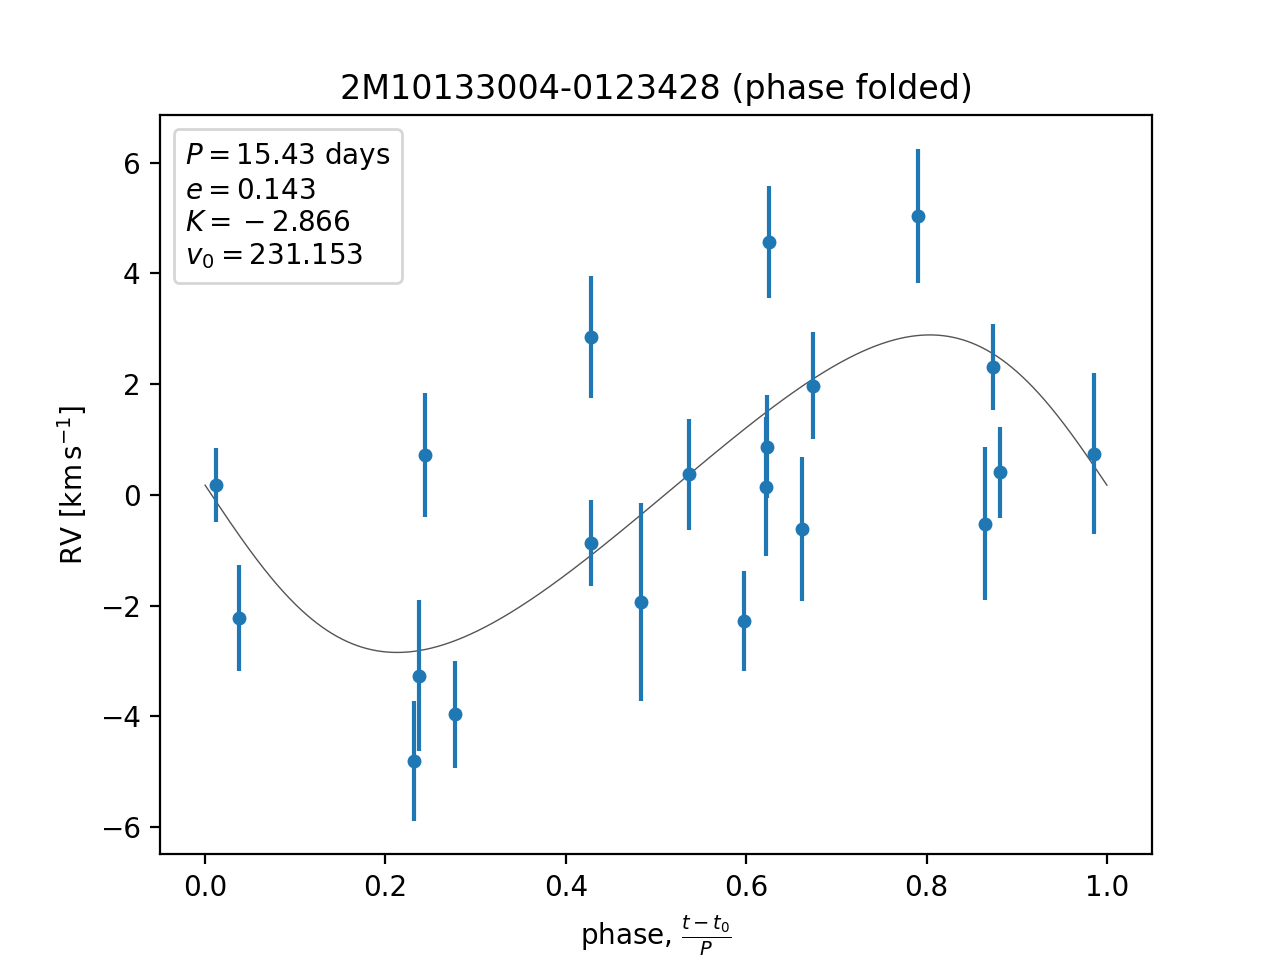 2M10133004-0123428 (phase folded)
P = 15.43 days
e = 0.143
K = −2.866
v₀ = 231.153
6
4
2
0
−2
−4
−6
RV [km s⁻¹]
0.0 0.2 0.4 0.6 0.8 1.0
phase, (t − t₀)/P